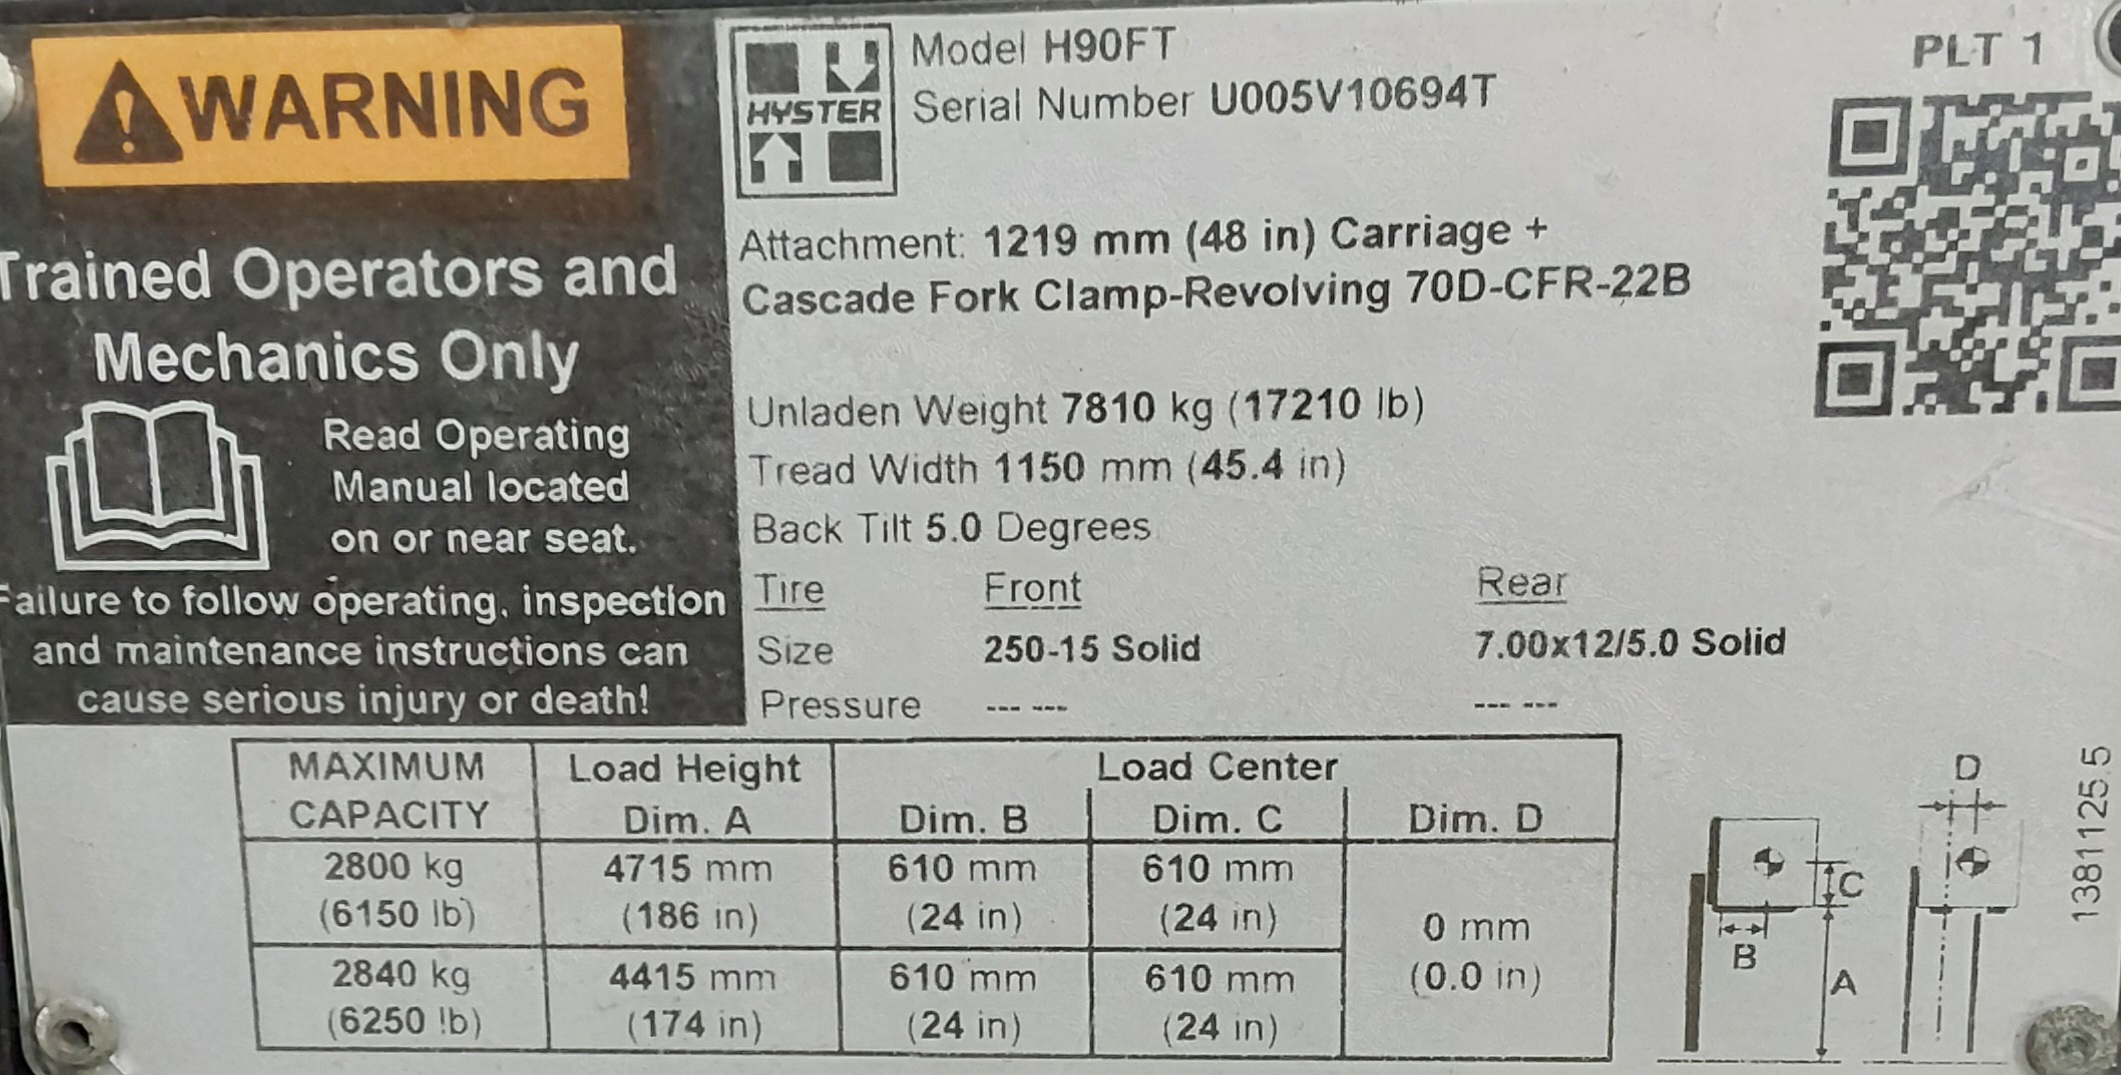 WARNING
Trained Operators and
Mechanics Only
Read Operating
Manual located
on or near seat.
Failure to follow operating, inspection
and maintenance instructions can
cause serious injury or death!
HYSTER
Model H90FT
Serial Number U005V10694T
PLT 1
Attachment: 1219 mm (48 in) Carriage +
Cascade Fork Clamp-Revolving 70D-CFR-22B
Unladen Weight 7810 kg (17210 lb)
Tread Width 1150 mm (45.4 in)
Back Tilt 5.0 Degrees
Tire Front Rear
Size 250-15 Solid 7.00x12/5.0 Solid
Pressure --- --- --- ---
MAXIMUM Load Height Load Center
CAPACITY Dim. A Dim. B Dim. C Dim. D
2800 kg 4715 mm 610 mm 610 mm
(6150 lb) (186 in) (24 in) (24 in)
0 mm
(0.0 in)
2840 kg 4415 mm 610 mm 610 mm
(6250 lb) (174 in) (24 in) (24 in)
D
C
B
A
1381125.5